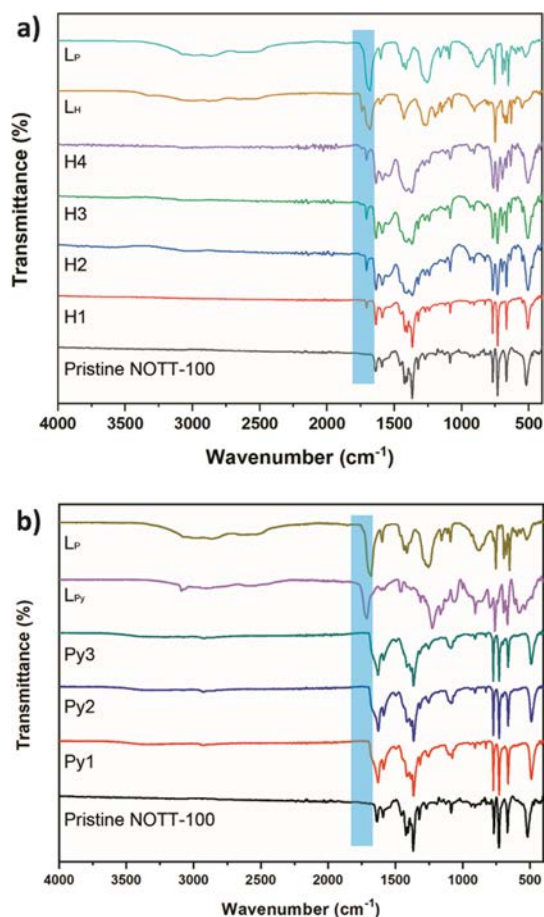 a)
Transmittance (%)
LP
LH
H4
H3
H2
H1
Pristine NOTT-100
4000 3500 3000 2500 2000 1500 1000 500
Wavenumber (cm-1)
b)
Transmittance (%)
LP
LPy
Py3
Py2
Py1
Pristine NOTT-100
4000 3500 3000 2500 2000 1500 1000 500
Wavenumber (cm-1)